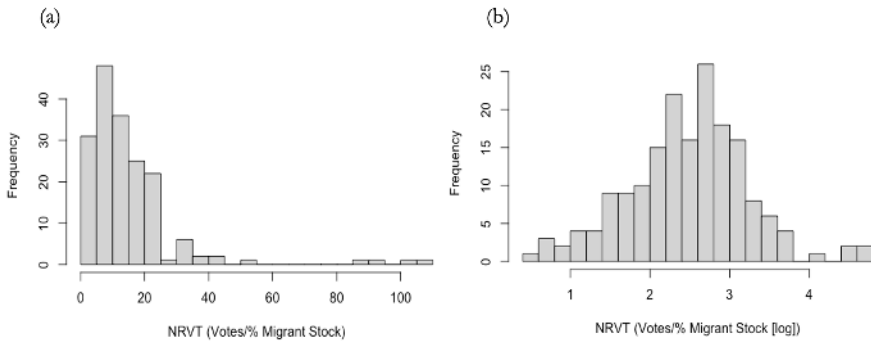 (a)
(b)
Frequency
0 10 20 30 40
0 20 40 60 80 100
NRVT (Votes/% Migrant Stock)
Frequency
0 5 10 15 20 25
1 2 3 4
NRVT (Votes/% Migrant Stock [log])